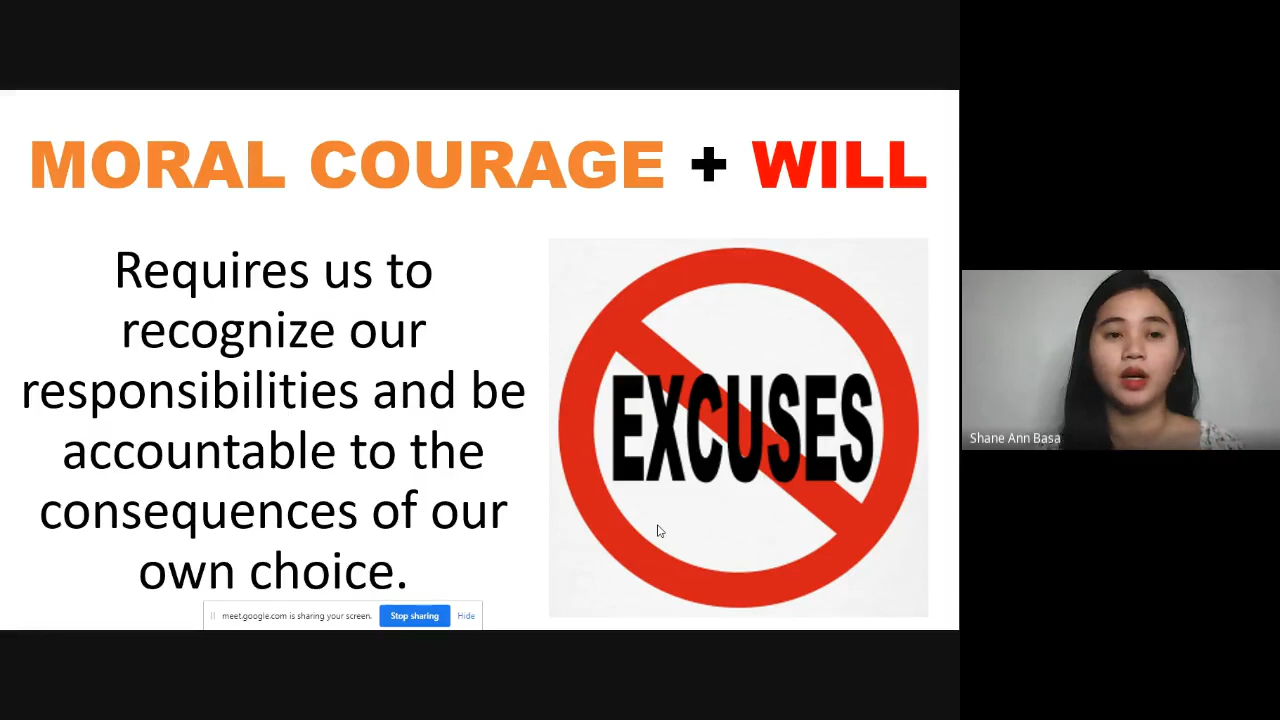 MORAL COURAGE + WILL
Requires us to
recognize our
responsibilities and be
accountable to the
consequences of our
own choice.
EXCUSES
meet.google.com is sharing your screen. Stop sharing Hide
Shane Ann Basa